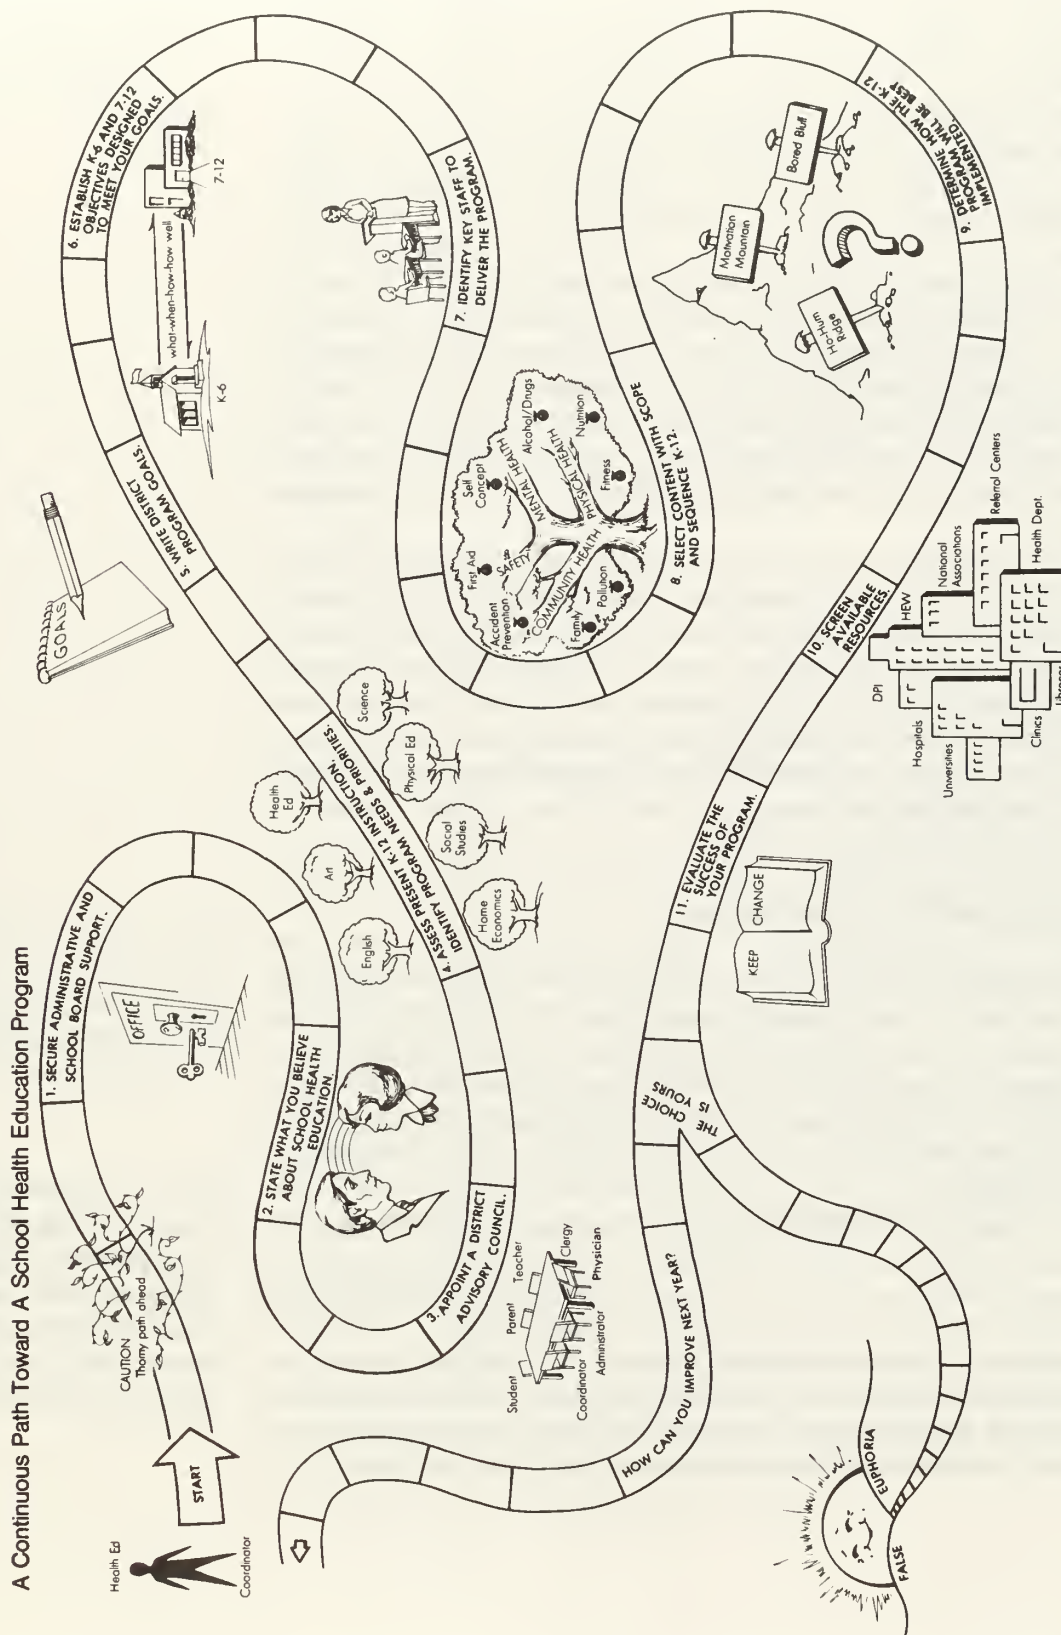 A Continuous Path Toward A School Health Education Program
Health Ed
Coordinator
START
CAUTION
Thorny path ahead
1. SECURE ADMINISTRATIVE AND
SCHOOL BOARD SUPPORT.
OFFICE
2. STATE WHAT YOU BELIEVE
ABOUT SCHOOL HEALTH
EDUCATION.
3. APPOINT A DISTRICT
ADVISORY COUNCIL.
Student
Parent
Teacher
Clergy
Physician
Coordinator
Administrator
4. ASSESS PRESENT K-12 INSTRUCTION,
IDENTIFY PROGRAM NEEDS & PRIORITIES.
English
Art
Health
Ed
Home
Economics
Social
Studies
Physical Ed
Science
5. WRITE DISTRICT
PROGRAM GOALS.
GOALS
6. ESTABLISH K-6 AND 7-12
OBJECTIVES DESIGNED
TO MEET YOUR GOALS.
what-when-how-how well
K-6
7-12
7. IDENTIFY KEY STAFF TO
DELIVER THE PROGRAM.
8. SELECT CONTENT WITH SCOPE
AND SEQUENCE K-12.
Accident
Prevention
First Aid
Self
Concept
Alcohol/Drugs
Nutrition
Fitness
Pollution
Family
SAFETY
MENTAL HEALTH
PHYSICAL HEALTH
COMMUNITY HEALTH
9. DETERMINE HOW THE K-12
PROGRAM WILL BE BEST
IMPLEMENTED.
Ho-Hum
Ridge
Motivation
Mountain
Bored Bluff
10. SCREEN
AVAILABLE
RESOURCES.
Universities
Hospitals
DPI
HEW
National
Associations
Referral Centers
Health Dept.
Clinics
11. EVALUATE THE
SUCCESS OF
YOUR PROGRAM.
KEEP
CHANGE
THE CHOICE
IS YOURS
HOW CAN YOU IMPROVE NEXT YEAR?
FALSE
EUPHORIA